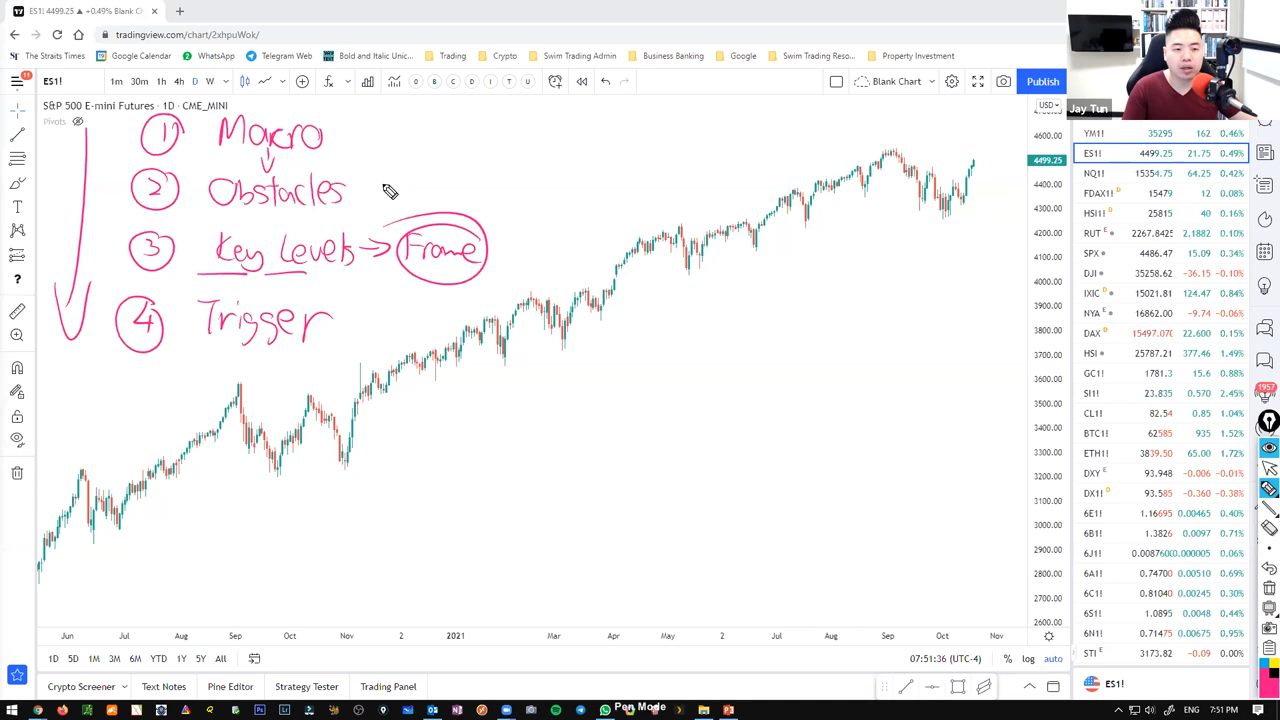 ES1! 4499.25 ▲ +0.49% Blank Ch
tradingview.com/chart/2xhpuWok/
The Straits Times Google Calendar WhatsApp Telegram Web Bold and Italic Unic... Trading Trading Crypto Swim Trading Admin Business Banking Google Swim Trading Reso... Property Investment
11
ES1! 1m 30m 1h 4h D W Blank Chart Publish
Jay Tun
S&P 500 E-mini Futures · 1D · CME_MINI
USD
Pivots
① Macro
② Obstacles
③ Key Levels → Frame
④ Trigger
4600.00
4499.25
4400.00
4300.00
4200.00
4100.00
4000.00
3900.00
3800.00
3700.00
3600.00
3500.00
3400.00
3300.00
3200.00
3100.00
3000.00
2900.00
2800.00
2700.00
2600.00
Jun Jul Aug Sep Oct Nov 2 2021 Mar Apr May 2 Jul Aug Sep Oct Nov
YM1! 35295 162 0.46%
ES1! 4499.25 21.75 0.49%
NQ1! 15354.75 64.25 0.42%
FDAX1! D 15479 12 0.08%
HSI1! D 25815 40 0.16%
RUT E 2267.8425 2.1882 0.10%
SPX 4486.47 15.09 0.34%
DJI 35258.62 -36.15 -0.10%
IXIC D 15021.81 124.47 0.84%
NYA E 16862.00 -9.74 -0.06%
DAX D 15497.070 22.600 0.15%
HSI 25787.21 377.46 1.49%
GC1! 1781.3 15.6 0.88%
SI1! 23.835 0.570 2.45%
CL1! 82.54 0.85 1.04%
BTC1! 62585 935 1.52%
ETH1! 3839.50 65.00 1.72%
DXY E 93.948 -0.006 -0.01%
DX1! D 93.585 -0.360 -0.38%
6E1! 1.16695 0.00465 0.40%
6B1! 1.3826 0.0097 0.71%
6J1! 0.0087600.000005 0.06%
6A1! 0.74700 0.00510 0.69%
6C1! 0.81040 0.00245 0.30%
6S1! 1.0895 0.0048 0.44%
6N1! 0.71475 0.00675 0.95%
STI E 3173.82 -0.09 0.00%
1957
1D 5D 1M 3M 6M YTD 1Y 5Y All 07:51:36 (UTC-4) % log auto
Crypto Screener Text Notes Pine Editor Strategy Tester Trading Panel
ES1!
Pen Mode
ENG 7:51 PM